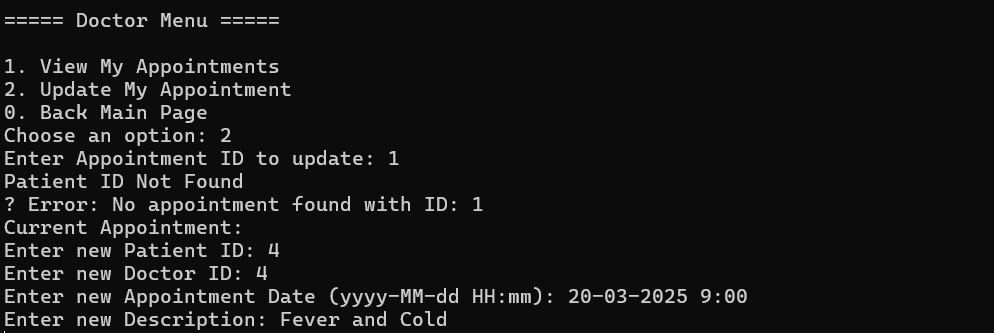 ===== Doctor Menu =====
1. View My Appointments
2. Update My Appointment
0. Back Main Page
Choose an option: 2
Enter Appointment ID to update: 1
Patient ID Not Found
? Error: No appointment found with ID: 1
Current Appointment:
Enter new Patient ID: 4
Enter new Doctor ID: 4
Enter new Appointment Date (yyyy-MM-dd HH:mm): 20-03-2025 9:00
Enter new Description: Fever and Cold